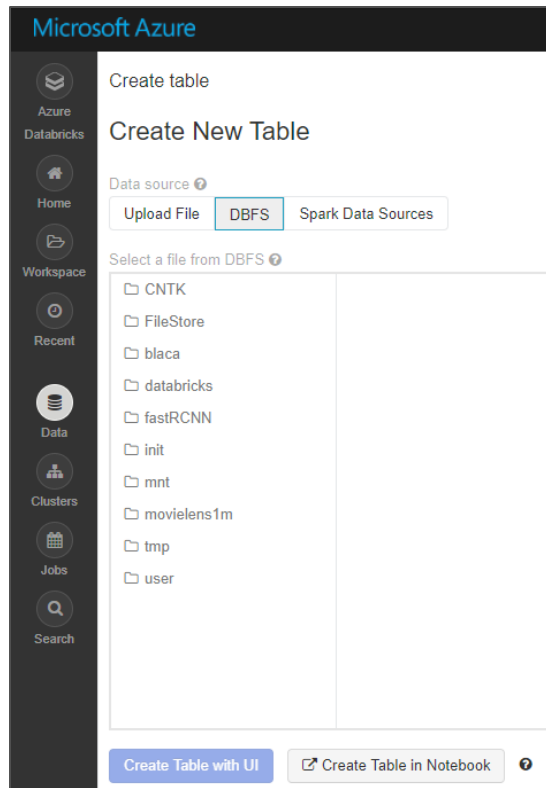 Microsoft Azure
Azure
Databricks
Home
Workspace
Recent
Data
Clusters
Jobs
Search
Create table
Create New Table
Data source
Upload File DBFS Spark Data Sources
Select a file from DBFS
CNTK
FileStore
blaca
databricks
fastRCNN
init
mnt
movielens1m
tmp
user
Create Table with UI Create Table in Notebook